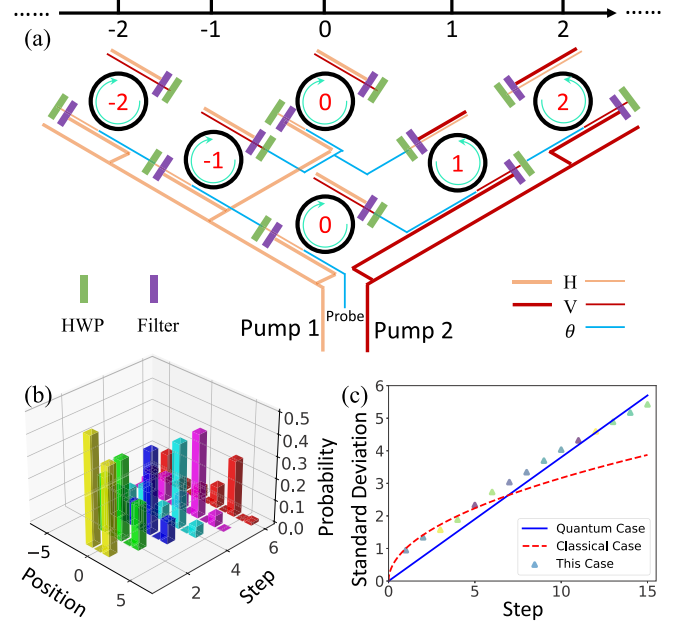 ...... -2 -1 0 1 2 ......
(a)
-2 0 2
-1 1
0
HWP Filter
Pump 1 Probe Pump 2
H
V
θ
(b)
0.5
0.4
0.3
0.2
0.1
0.0
Probability
−5
0
5
Position
2
4
6
Step
(c)
6
5
4
3
2
1
0
Standard Deviation
0 5 10 15
Step
Quantum Case
Classical Case
This Case